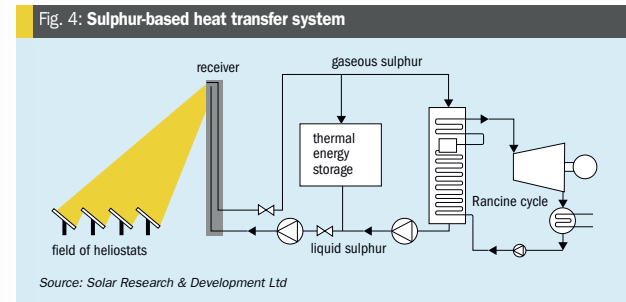 Fig. 4: Sulphur-based heat transfer system
gaseous sulphur
receiver
thermal
energy
storage
Rancine cycle
field of heliostats
liquid sulphur
Source: Solar Research & Development Ltd